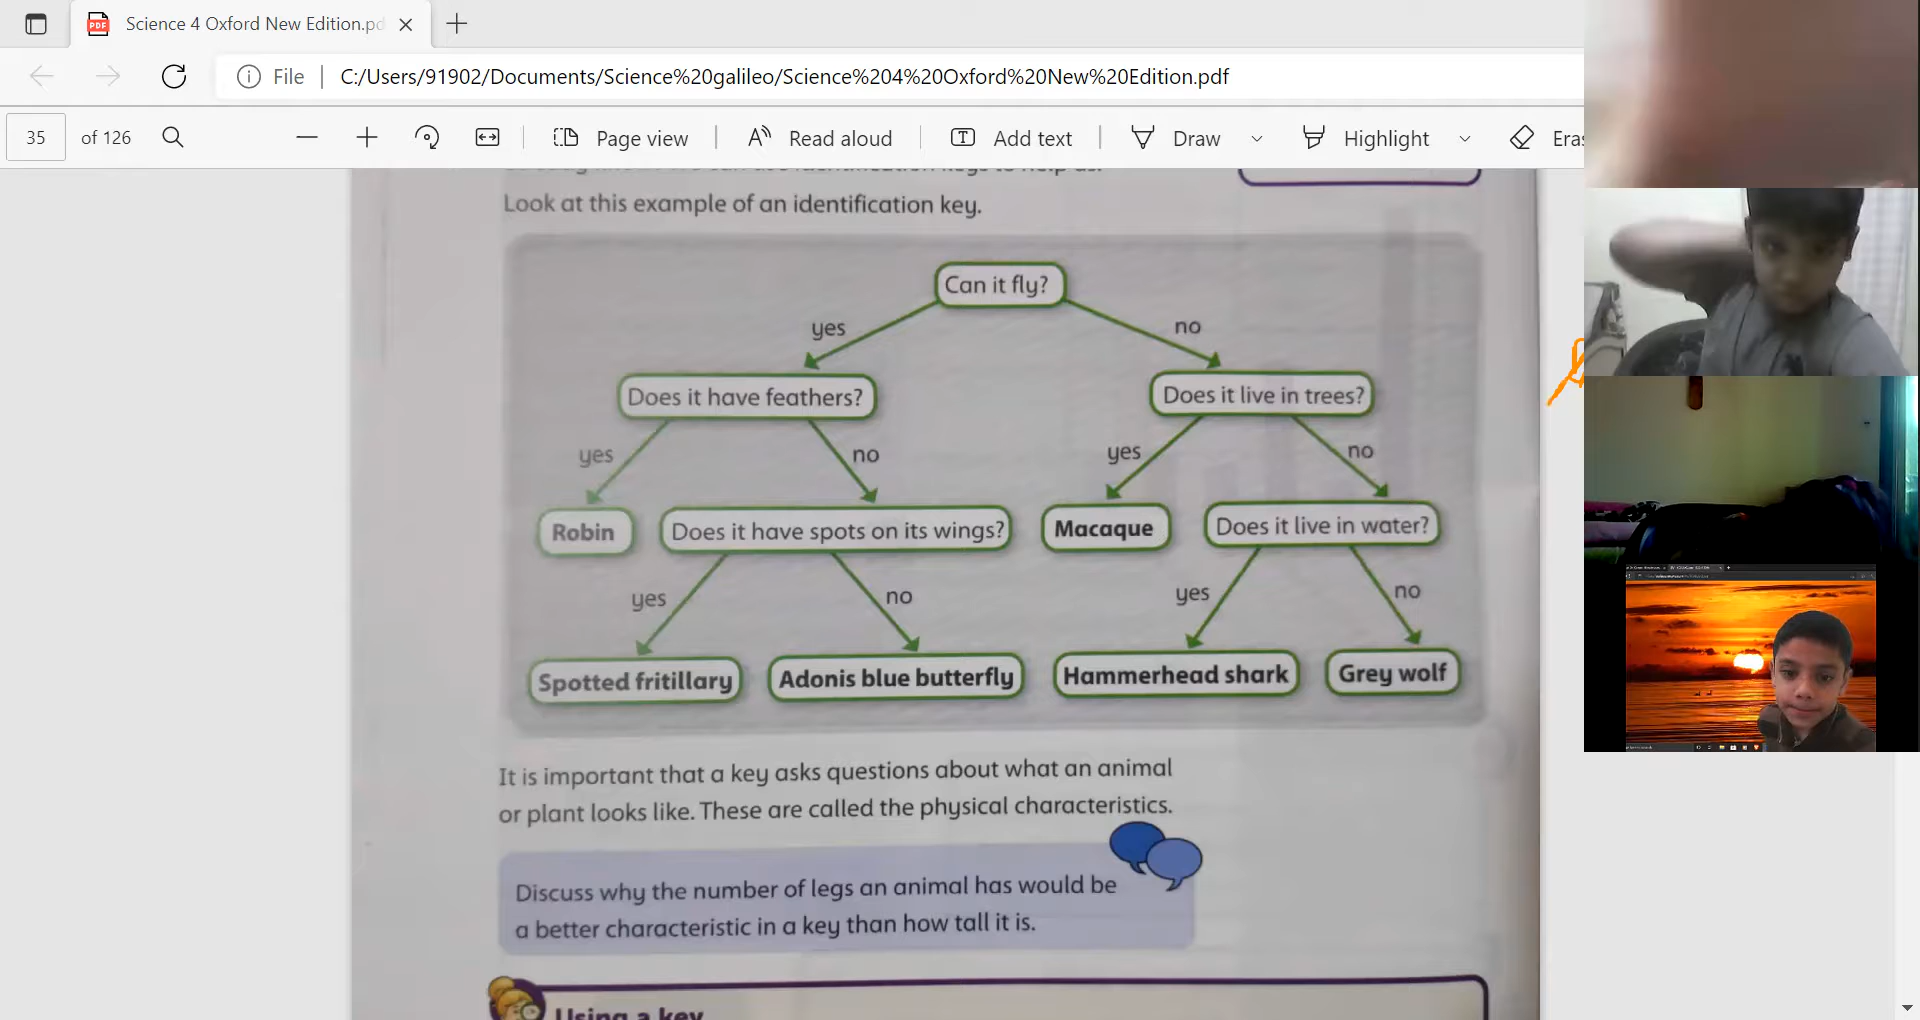 Science 4 Oxford New Edition.pd
File
C:/Users/91902/Documents/Science%20galileo/Science%204%20Oxford%20New%20Edition.pdf
35 of 126
Page view
Read aloud
Add text
Draw
Highlight
Eras
Look at this example of an identification key.
Can it fly?
yes
no
Does it have feathers?
Does it live in trees?
yes
no
yes
no
Robin
Does it have spots on its wings?
Macaque
Does it live in water?
yes
no
yes
no
Spotted fritillary
Adonis blue butterfly
Hammerhead shark
Grey wolf
It is important that a key asks questions about what an animal
or plant looks like. These are called the physical characteristics.
Discuss why the number of legs an animal has would be
a better characteristic in a key than how tall it is.
Using a key